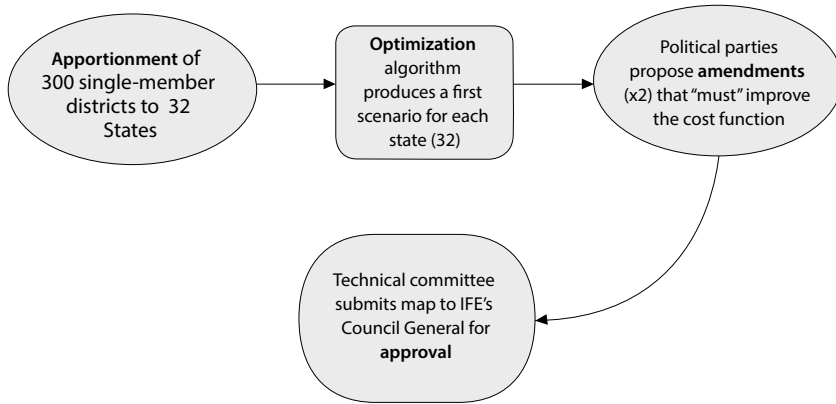 Apportionment of
300 single-member
districts to 32
States
Optimization
algorithm
produces a first
scenario for each
state (32)
Political parties
propose amendments
(x2) that “must” improve
the cost function
Technical committee
submits map to IFE’s
Council General for
approval